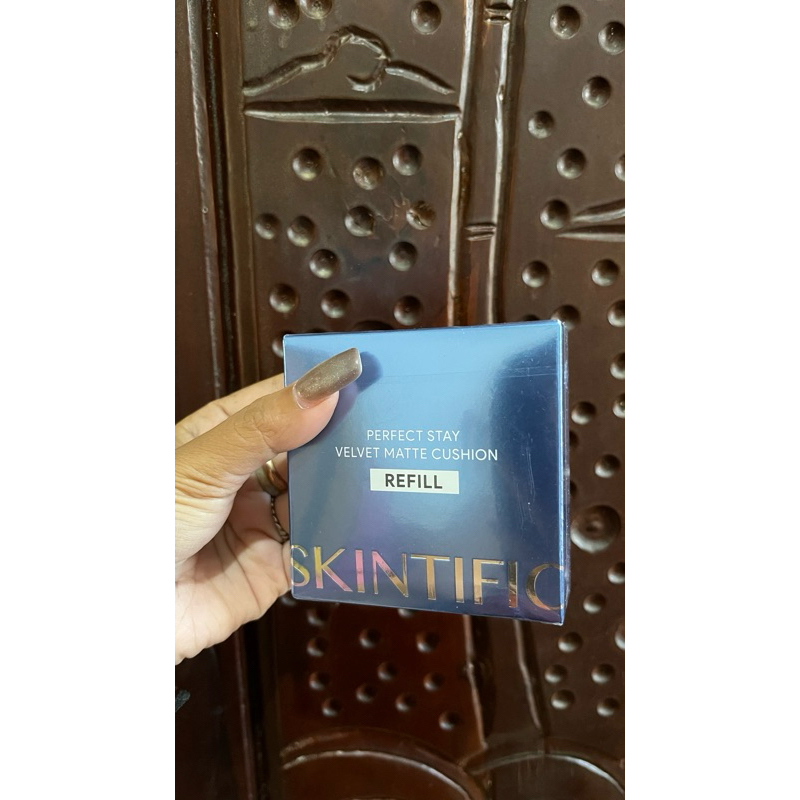 PERFECT STAY
VELVET MATTE CUSHION
REFILL
SKINTIFIC